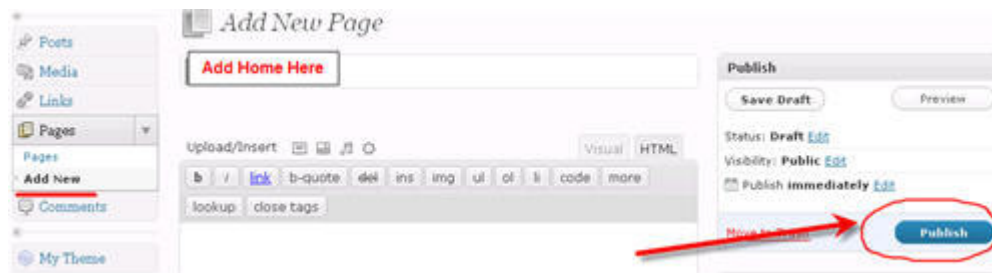 Add New Page
Posts
Media
Links
Pages
Pages
Add New
Comments
My Theme
Add Home Here
Upload/Insert
Visual
HTML
b i link b-quote del ins img ul ol li code more
lookup close tags
Publish
Save Draft
Preview
Status: Draft Edit
Visibility: Public Edit
Publish immediately Edit
Move to Trash
Publish